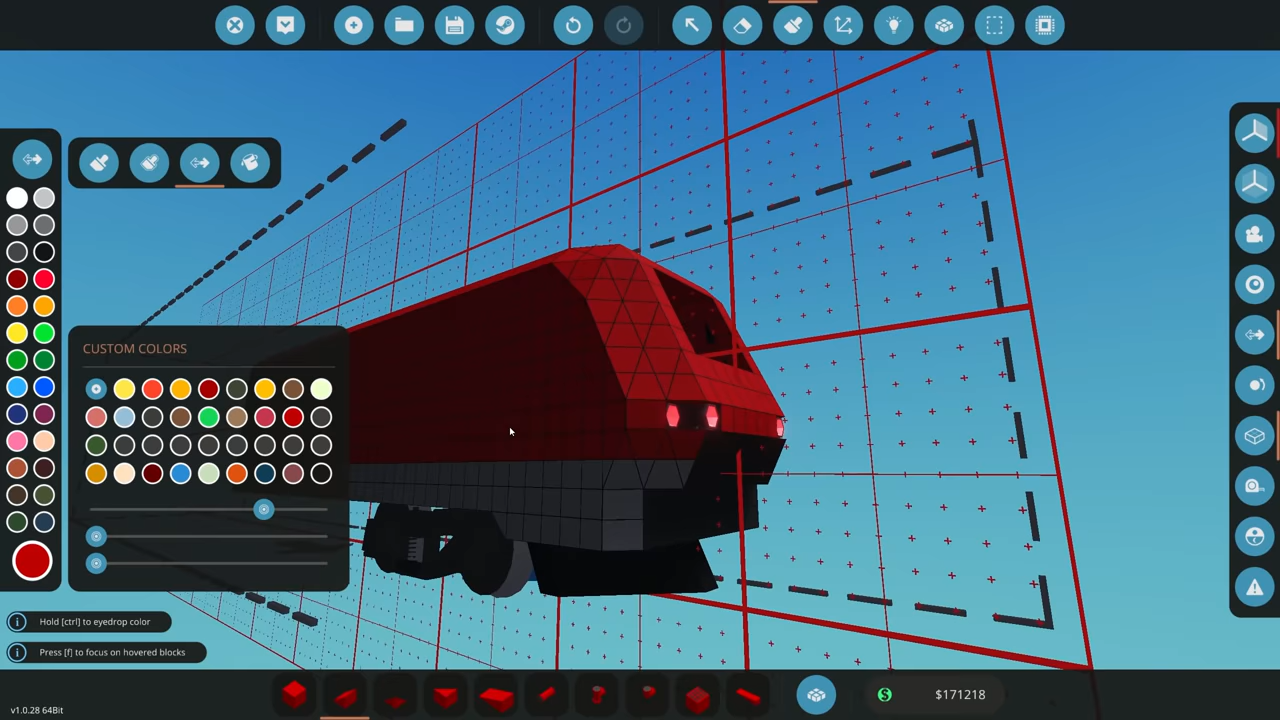 CUSTOM COLORS
Hold [ctrl] to eyedrop color
Press [f] to focus on hovered blocks
v1.0.28 64Bit
$ $171218